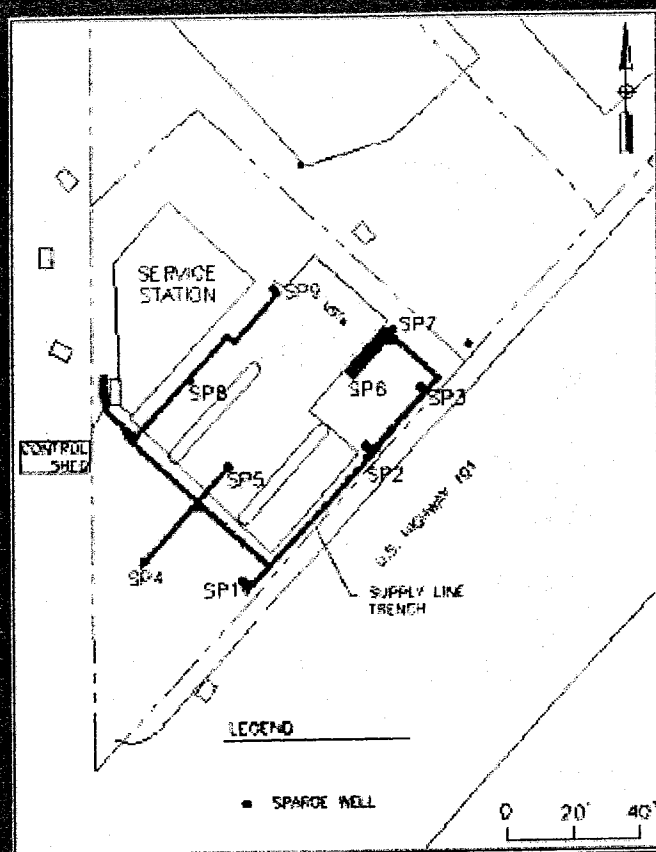 SERVICE
STATION
SP9
SP7
SP8
SP6
SP3
CONTROL
SHED
SP5
SP2
U.S. HIGHWAY 101
SP4
SP1
SUPPLY LINE
TRENCH
LEGEND
SPARGE WELL
0 20' 40'